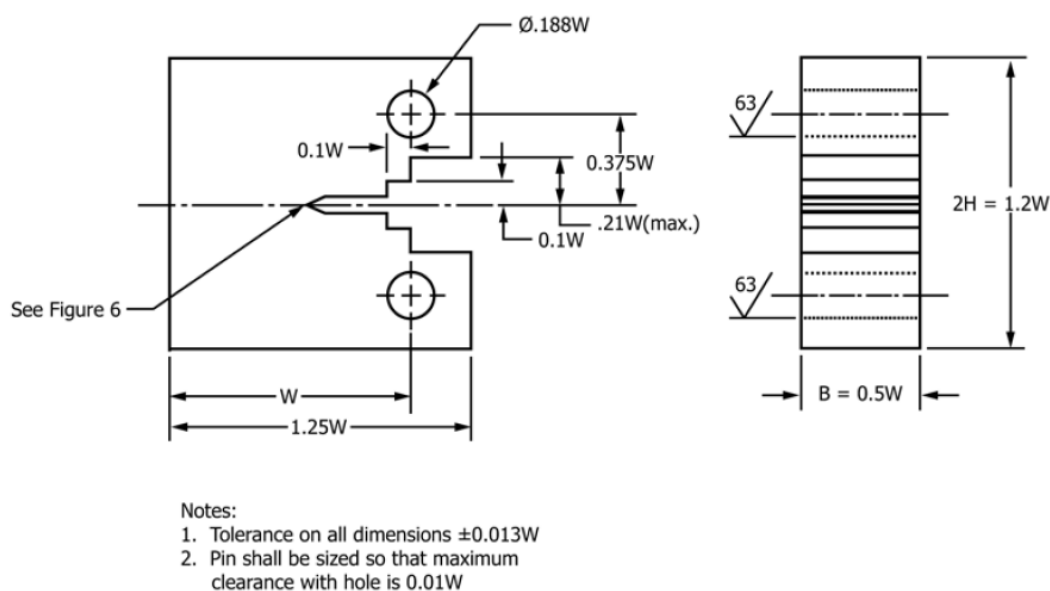 Ø.188W
0.1W
0.375W
.21W(max.)
0.1W
See Figure 6
W
1.25W
63
63
2H = 1.2W
B = 0.5W
Notes:
1. Tolerance on all dimensions ±0.013W
2. Pin shall be sized so that maximum
clearance with hole is 0.01W